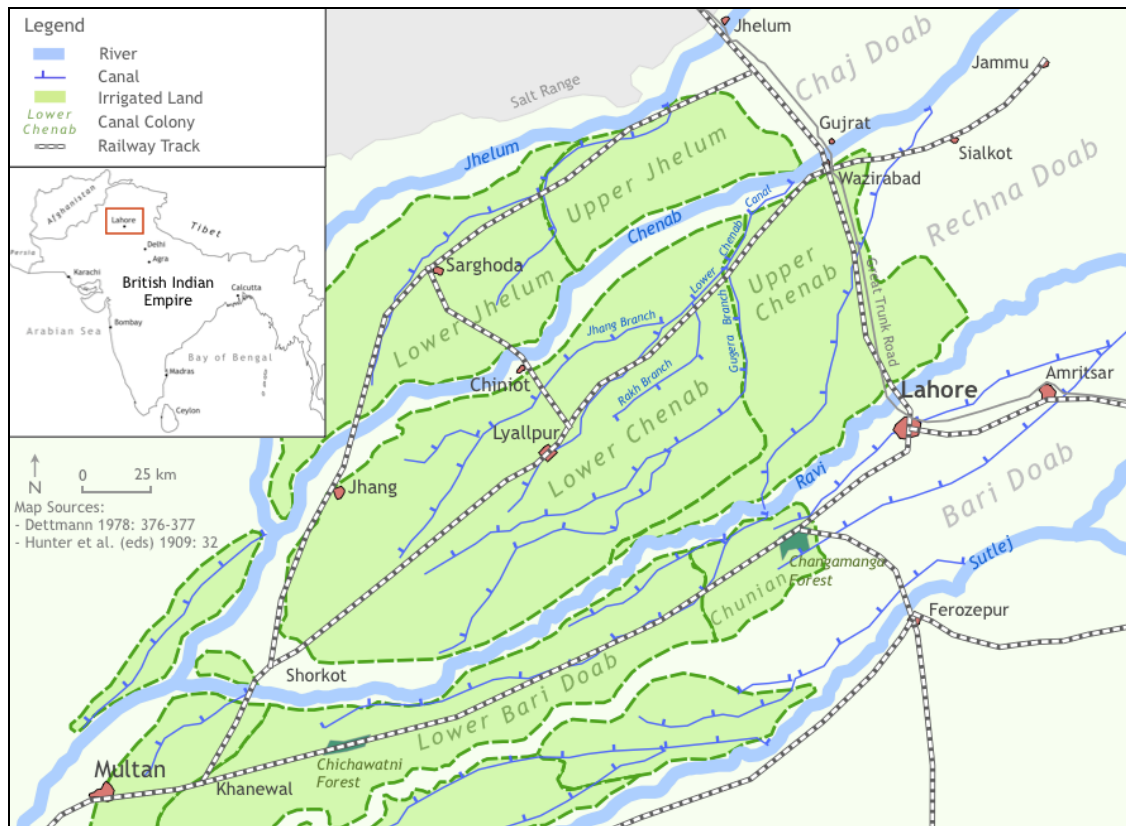 Legend
River
Canal
Irrigated Land
Lower
Chenab
Canal Colony
Railway Track
Afghanistan
Lahore
Tibet
Persia
Delhi
Agra
Karachi
British Indian
Empire
Calcutta
Arabian Sea
Bombay
Bay of Bengal
Madras
Ceylon
N
0 25 km
Map Sources:
- Dettmann 1978: 376-377
- Hunter et al. (eds) 1909: 32
Jhelum
Chaj Doab
Jammu
Salt Range
Gujrat
Sialkot
Jhelum
Upper Jhelum
Wazirabad
Rechna Doab
Canal
Chenab
Chenab
Lower
Sarghoda
Upper
Chenab
Great Trunk Road
Lower Jhelum
Jhang Branch
Gugera Branch
Chiniot
Rakh Branch
Amritsar
Lahore
Lyallpur
Lower Chenab
Jhang
Ravi
Bari Doab
Sutlej
Changamanga
Forest
Chunian
Ferozepur
Shorkot
Lower Bari Doab
Multan
Chichawatni
Forest
Khanewal